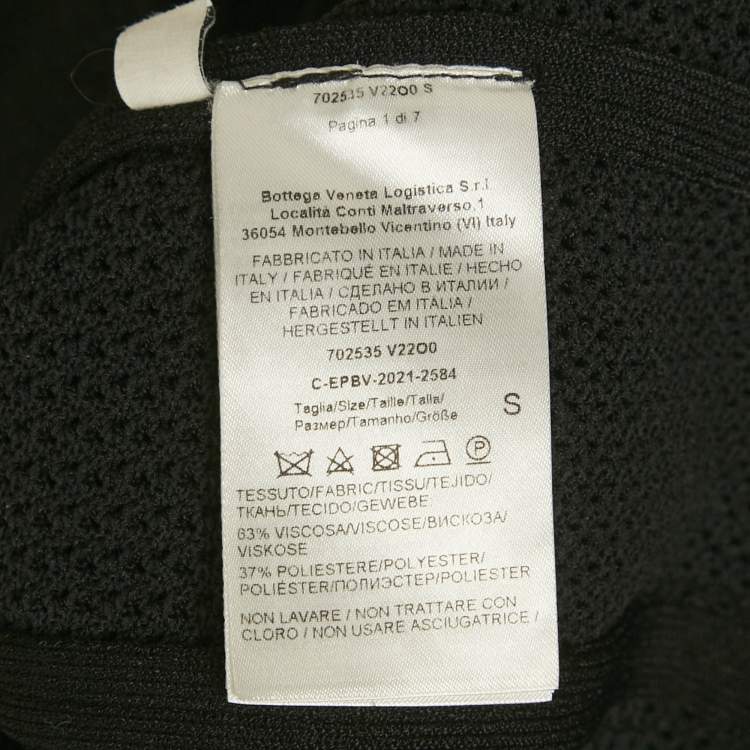 702535 V22O0 S
Pagina 1 di 7
Bottega Veneta Logistica S.r.l
Località Conti Maltraverso,1
36054 Montebello Vicentino (VI) Italy
FABBRICATO IN ITALIA / MADE IN
ITALY / FABRIQUÉ EN ITALIE / HECHO
EN ITALIA / СДЕЛАНО В ИТАЛИИ /
FABRICADO EM ITALIA /
HERGESTELLT IN ITALIEN
702535 V22O0
C-EPBV-2021-2584
Taglia/Size/Taille/Talla/
Размер/Tamanho/Größe S
P
TESSUTO/FABRIC/TISSU/TEJIDO/
ТКАНЬ/TECIDO/GEWEBE:
63% VISCOSA/VISCOSE/ВИСКОЗА/
VISKOSE
37% POLIESTERE/POLYESTER/
POLIÉSTER/ПОЛИЭСТЕР/POLIESTER
NON LAVARE / NON TRATTARE CON
CLORO / NON USARE ASCIUGATRICE /